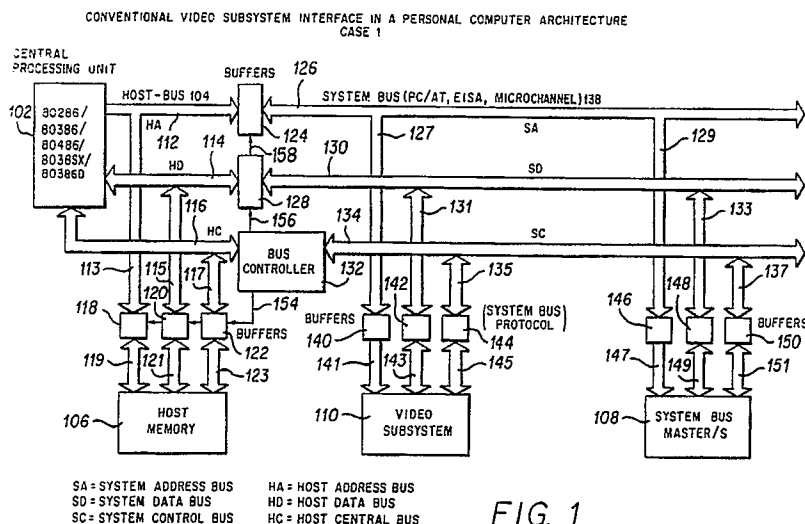 CONVENTIONAL VIDEO SUBSYSTEM INTERFACE IN A PERSONAL COMPUTER ARCHITECTURE
CASE 1
CENTRAL
PROCESSING UNIT
BUFFERS
126
SYSTEM BUS (PC/AT, EISA, MICROCHANNEL) 138
HOST-BUS 104
102
80286/
80386/
80486/
8038SX/
80386D
HA
112
124
127
SA
129
158
114
130
SD
HD
128
131
133
116
156
134
SC
HC
BUS
CONTROLLER
113
115
117
132
135
137
120
154
142
(SYSTEM BUS
PROTOCOL)
146
148
118
BUFFERS
BUFFERS
BUFFERS
122
140
144
150
119
121
123
141
143
145
147
149
151
106
HOST
MEMORY
110
VIDEO
SUBSYSTEM
108
SYSTEM BUS
MASTER/S
SA = SYSTEM ADDRESS BUS
HA = HOST ADDRESS BUS
SD = SYSTEM DATA BUS
HD = HOST DATA BUS
SC = SYSTEM CONTROL BUS
HC = HOST CENTRAL BUS
FIG. 1